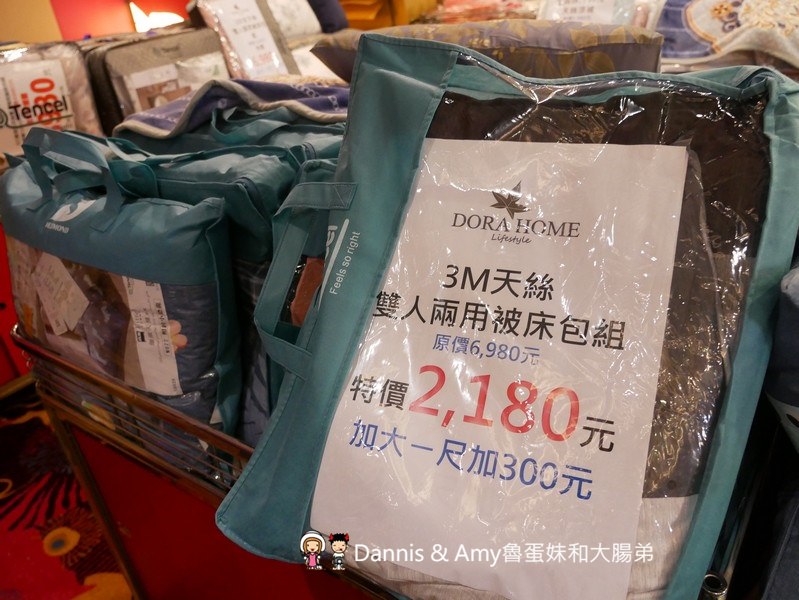 Tencel
DORA HOME
Lifestyle
3M天絲
雙人兩用被床包組
原價6,980元
特價2,180元
加大一尺加300元
Feels so right
Dannis & Amy魯蛋妹和大腸弟